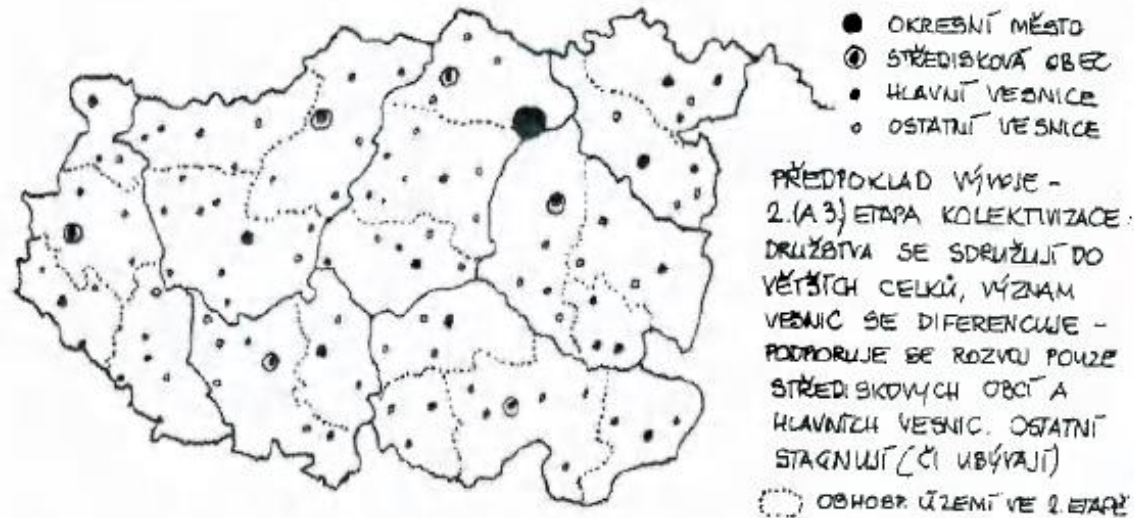 OKRESNÍ MĚSTO
STŘEDISKOVÁ OBEC
HLAVNÍ VESNICE
OSTATNÍ VESNICE
PŘEDPOKLAD VÝVOJE -
2.(A 3.) ETAPA KOLEKTIVIZACE:
DRUŽSTVA SE SDRUŽUJÍ DO
VĚTŠÍCH CELKŮ, VÝZNAM
VESNIC SE DIFERENCUJE -
PODPORUJE SE ROZVOJ POUZE
STŘEDISKOVÝCH OBCÍ A
HLAVNÍCH VESNIC. OSTATNÍ
STAGNUJÍ (ČI UBÝVAJÍ)
ÚZEMÍ VE 2. ETAPĚ